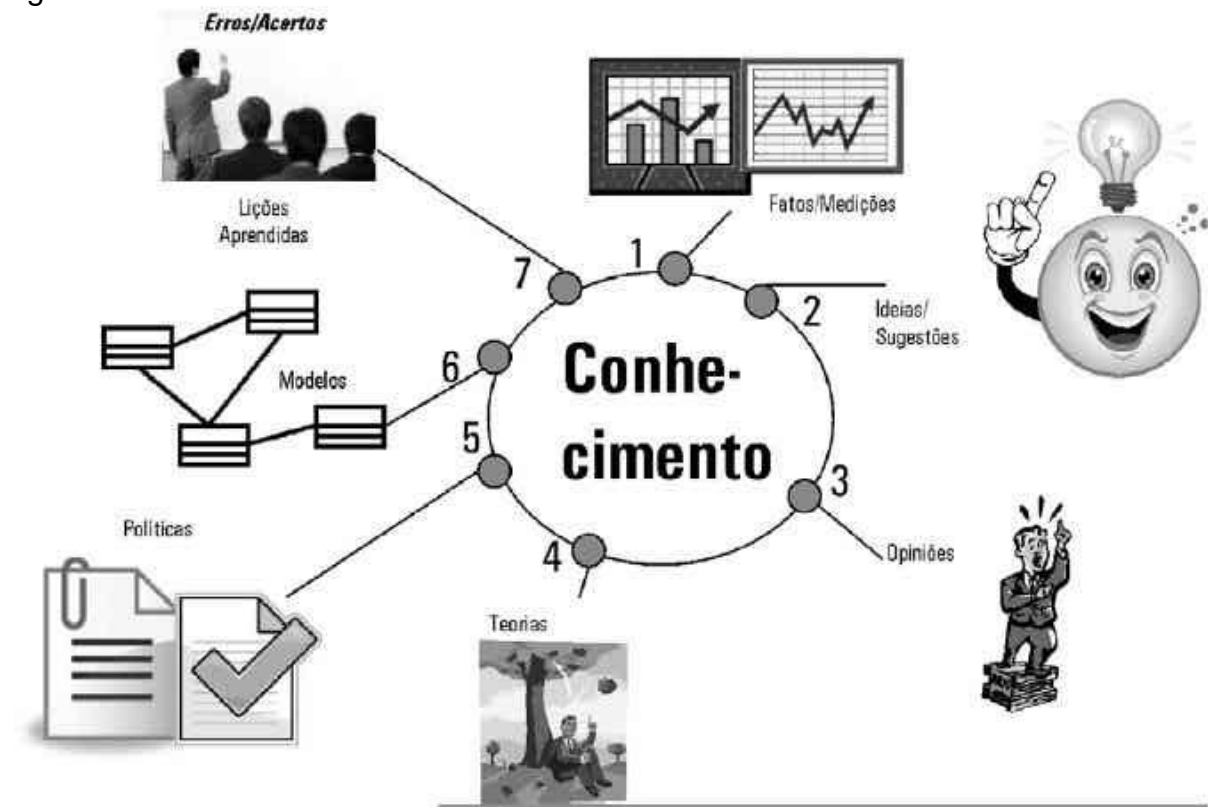 Erros/Acertos
Lições
Aprendidas
Fatos/Medições
1
7
2
Ideias/
Sugestões
Modelos
6
Conhe-
cimento
5
3
Políticas
4
Opiniões
Teorias